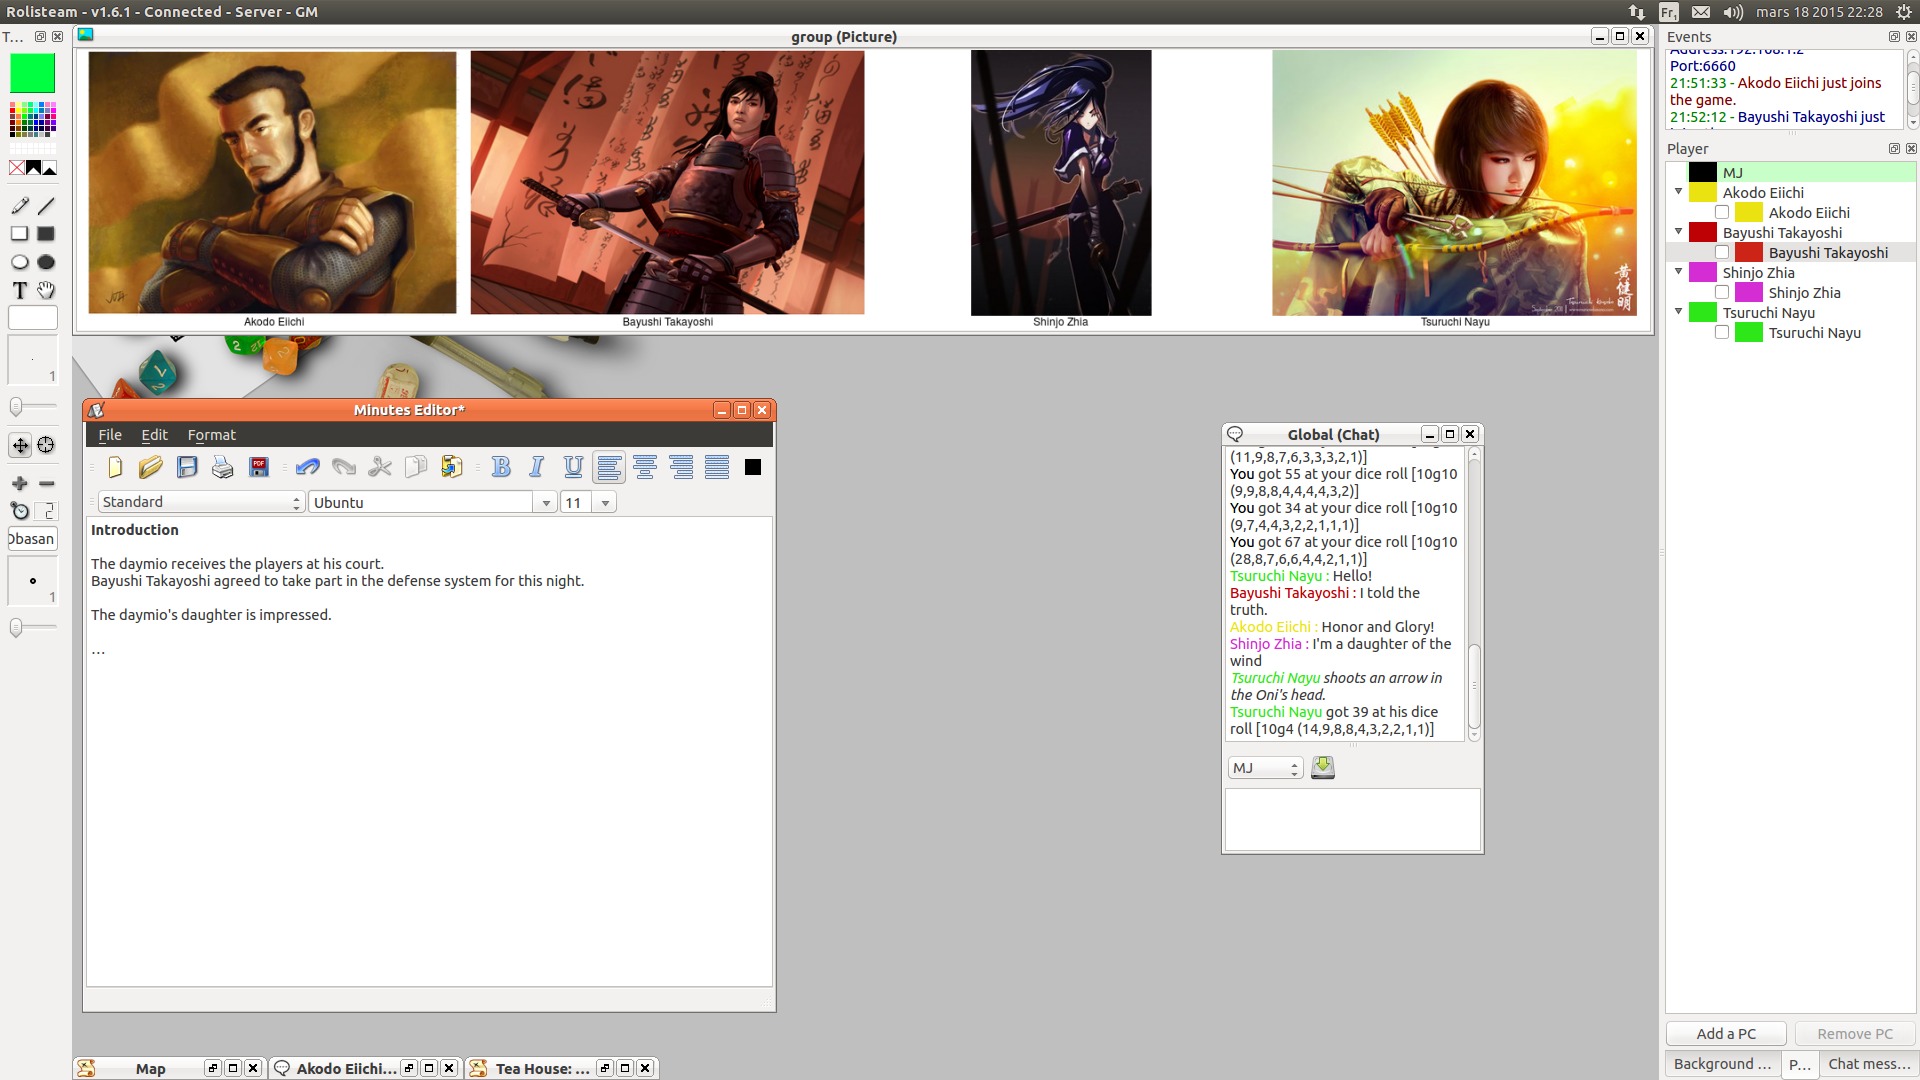 Rolisteam - v1.6.1 - Connected - Server - GM
Fr1
mars 18 2015 22:28
T...
group (Picture)
Akodo Eiichi
Bayushi Takayoshi
Shinjo Zhia
Tsuruchi Nayu
黄健明
Events
Port:6660
21:51:33 - Akodo Eiichi just joins
the game.
21:52:12 - Bayushi Takayoshi just
Player
MJ
Akodo Eiichi
Akodo Eiichi
Bayushi Takayoshi
Bayushi Takayoshi
Shinjo Zhia
Shinjo Zhia
Tsuruchi Nayu
Tsuruchi Nayu
T
1
2
Obasan
1
Minutes Editor*
File Edit Format
PDF
B I U
Standard
Ubuntu
11
Introduction
The daymio receives the players at his court.
Bayushi Takayoshi agreed to take part in the defense system for this night.
The daymio's daughter is impressed.
...
Global (Chat)
(11,9,8,7,6,3,3,3,2,1)]
You got 55 at your dice roll [10g10
(9,9,8,8,4,4,4,4,3,2)]
You got 34 at your dice roll [10g10
(9,7,4,4,3,2,2,1,1,1)]
You got 67 at your dice roll [10g10
(28,8,7,6,6,4,4,2,1,1)]
Tsuruchi Nayu : Hello!
Bayushi Takayoshi : I told the
truth.
Akodo Eiichi : Honor and Glory!
Shinjo Zhia : I'm a daughter of the
wind
Tsuruchi Nayu shoots an arrow in
the Oni's head.
Tsuruchi Nayu got 39 at his dice
roll [10g4 (14,9,8,8,4,3,2,2,1,1)]
MJ
Add a PC
Remove PC
Background ...
P...
Chat mess...
Map
Akodo Eiichi...
Tea House: ...